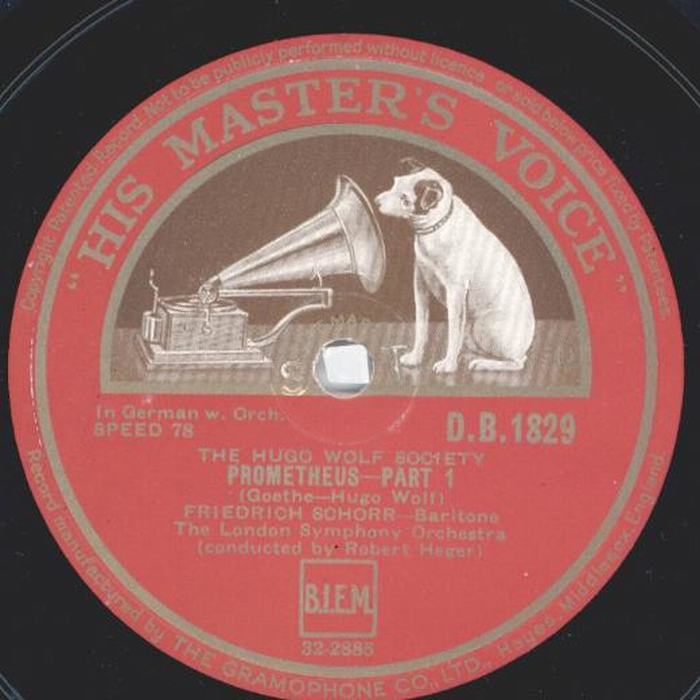 Copyright Patented Record. Not to be publicly performed without licence or sold below price fixed by Patentees.
"HIS MASTER'S VOICE"
In German w. Orch.
SPEED 78
D.B.1829
THE HUGO WOLF SOCIETY
PROMETHEUS—PART 1
(Goethe—Hugo Wolf)
FRIEDRICH SCHORR—Baritone
The London Symphony Orchestra
(conducted by Robert Heger)
B.I.E.M.
32-2885
Record manufactured by THE GRAMOPHONE CO., LTD., Hayes, Middlesex, England.